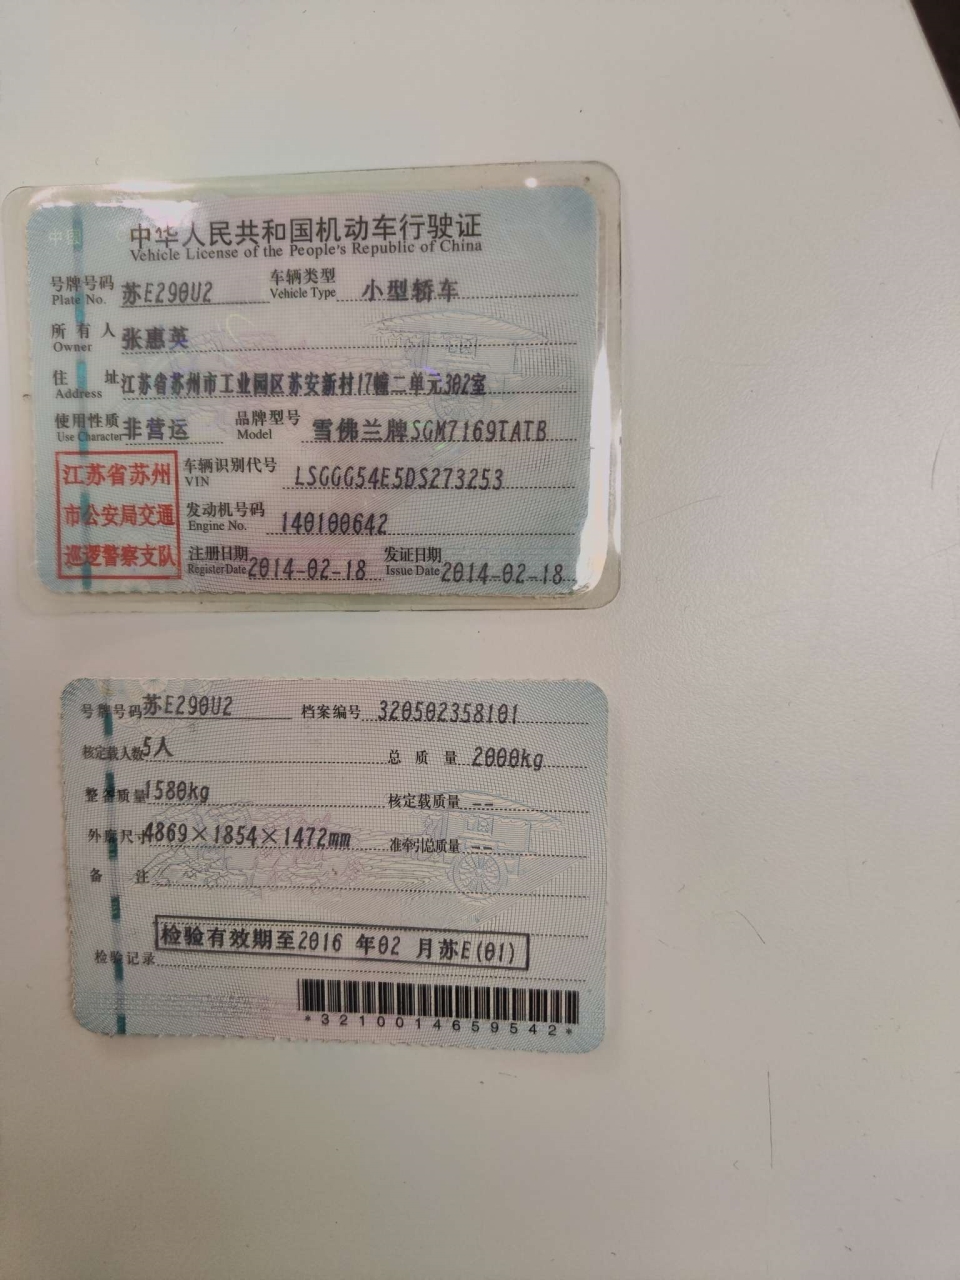 中华人民共和国机动车行驶证
Vehicle License of the People's Republic of China
号牌号码 苏E290U2 车辆类型 小型轿车
Plate No. Vehicle Type
所有人 张惠英
Owner
住址 江苏省苏州市工业园区苏安新村17幢二单元302室
Address
使用性质 非营运 品牌型号 雪佛兰牌SGM7169TATB
Use Character Model
江苏省苏州
市公安局交通
巡逻警察支队
车辆识别代号 LSGGG54E5DS273253
VIN
发动机号码 140100642
Engine No.
注册日期 2014-02-18 发证日期 2014-02-18
Register Date Issue Date
号牌号码 苏E290U2 档案编号 320502358101
核定载人数 5人 总质量 2000kg
整备质量 1580kg 核定载质量 --
外廓尺寸 4869×1854×1472mm 准牵引总质量 --
备注
检验有效期至2016 年02 月苏E(01)
检验记录
*3210014659542*